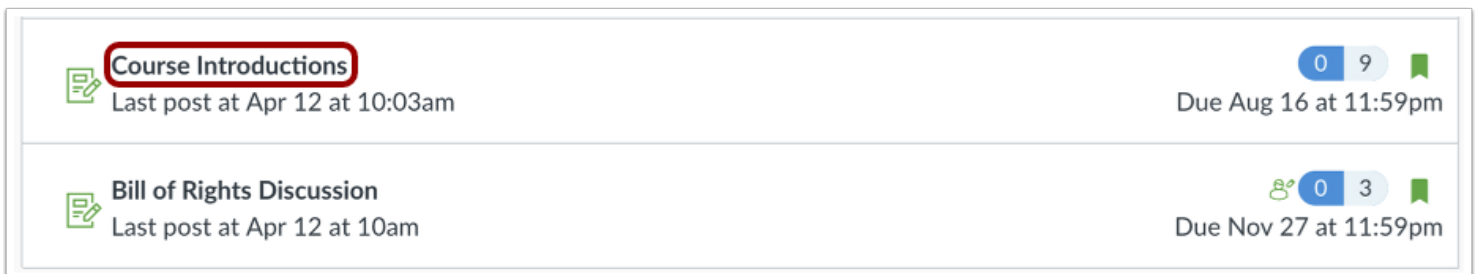 Course Introductions
0 9
Last post at Apr 12 at 10:03am
Due Aug 16 at 11:59pm
Bill of Rights Discussion
0 3
Last post at Apr 12 at 10am
Due Nov 27 at 11:59pm